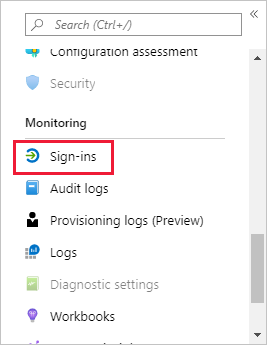 Search (Ctrl+/)
Configuration assessment
Security
Monitoring
Sign-ins
Audit logs
Provisioning logs (Preview)
Logs
Diagnostic settings
Workbooks